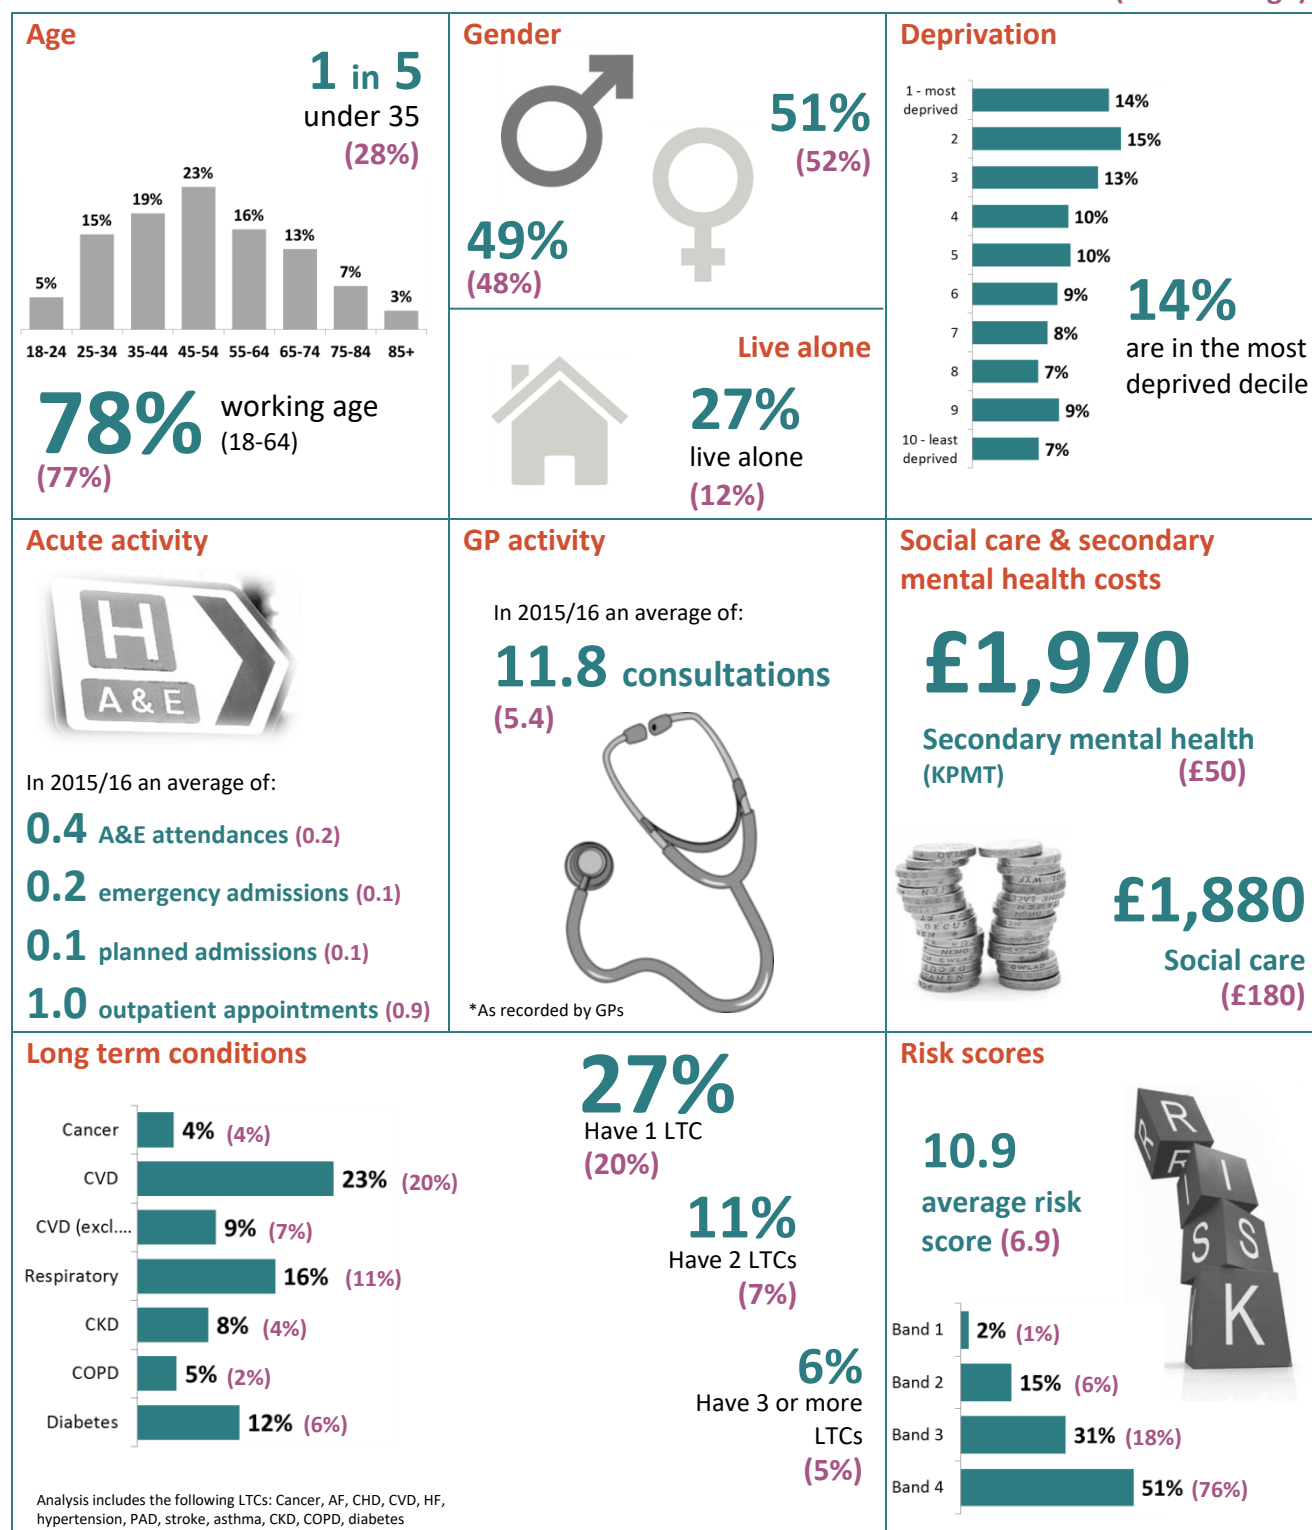 Age
1 in 5
under 35
(28%)
5%
15%
19%
23%
16%
13%
7%
3%
18-24 25-34 35-44 45-54 55-64 65-74 75-84 85+
78% working age
(18-64)
(77%)
Gender
51%
(52%)
49%
(48%)
Live alone
27%
live alone
(12%)
Deprivation
1 - most
deprived
14%
2 15%
3 13%
4 10%
5 10%
6 9%
7 8%
8 7%
9 9%
10 - least
deprived
7%
14%
are in the most
deprived decile
Acute activity
H
A & E
In 2015/16 an average of:
0.4 A&E attendances (0.2)
0.2 emergency admissions (0.1)
0.1 planned admissions (0.1)
1.0 outpatient appointments (0.9)
GP activity
In 2015/16 an average of:
11.8 consultations
(5.4)
*As recorded by GPs
Social care & secondary
mental health costs
£1,970
Secondary mental health
(KPMT) (£50)
£1,880
Social care
(£180)
Long term conditions
Cancer 4% (4%)
CVD 23% (20%)
CVD (excl.... 9% (7%)
Respiratory 16% (11%)
CKD 8% (4%)
COPD 5% (2%)
Diabetes 12% (6%)
Analysis includes the following LTCs: Cancer, AF, CHD, CVD, HF,
hypertension, PAD, stroke, asthma, CKD, COPD, diabetes
27%
Have 1 LTC
(20%)
11%
Have 2 LTCs
(7%)
6%
Have 3 or more
LTCs
(5%)
Risk scores
10.9
average risk
score (6.9)
R
I
S
K
Band 1 2% (1%)
Band 2 15% (6%)
Band 3 31% (18%)
Band 4 51% (76%)